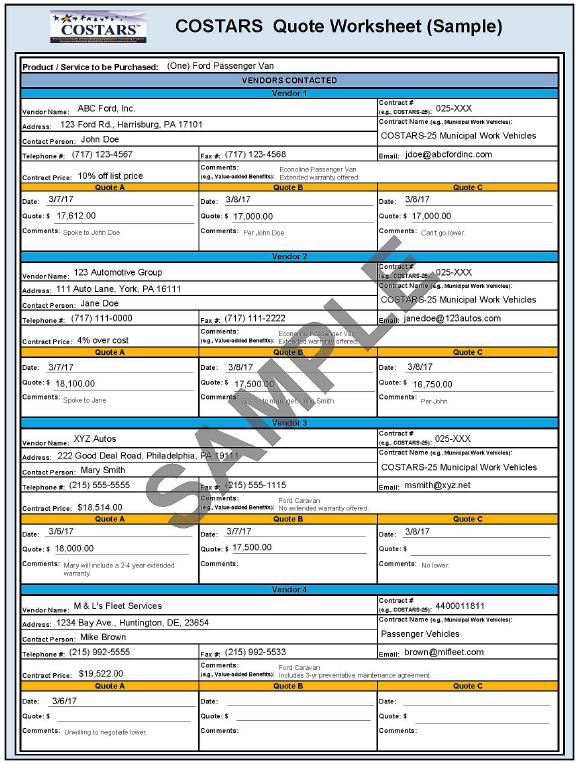 COSTARS
COSTARS Quote Worksheet (Sample)
Product / Service to be Purchased: (One) Ford Passenger Van
VENDORS CONTACTED
Vendor 1
Vendor Name: ABC Ford, Inc.
Contract # (e.g., COSTARS-25): 025-XXX
Address: 123 Ford Rd., Harrisburg, PA 17101
Contract Name (e.g., Municipal Work Vehicles):
Contact Person: John Doe
COSTARS-25 Municipal Work Vehicles
Telephone #: (717) 123-4567 Fax #: (717) 123-4568 Email: jdoe@abcfordinc.com
Contract Price: 10% off list price
Comments: Econoline Passenger Van
(e.g., Value-added Benefits): Extended warranty offered.
Quote A Quote B Quote C
Date: 3/7/17 Date: 3/8/17 Date: 3/8/17
Quote: $ 17,612.00 Quote: $ 17,000.00 Quote: $ 17,000.00
Comments: Spoke to John Doe Comments: Per John Doe Comments: Can't go lower.
Vendor 2
Vendor Name: 123 Automotive Group
Contract # (e.g., COSTARS-25): 025-XXX
Address: 111 Auto Lane, York, PA 16111
Contract Name (e.g., Municipal Work Vehicles):
Contact Person: Jane Doe
COSTARS-25 Municipal Work Vehicles
Telephone #: (717) 111-0000 Fax #: (717) 111-2222 Email: janedoe@123autos.com
Contract Price: 4% over cost
Comments: Econoline Passenger Van
(e.g., Value-added Benefits): Extended warranty offered.
Quote A Quote B Quote C
Date: 3/7/17 Date: 3/8/17 Date: 3/8/17
Quote: $ 18,100.00 Quote: $ 17,500.00 Quote: $ 16,750.00
Comments: Spoke to Jane Comments: Spoke to manager, John Smith Comments: Per John
Vendor 3
Vendor Name: XYZ Autos
Contract # (e.g., COSTARS-25): 025-XXX
Address: 222 Good Deal Road, Philadelphia, PA 19111
Contract Name (e.g., Municipal Work Vehicles):
Contact Person: Mary Smith
COSTARS-25 Municipal Work Vehicles
Telephone #: (215) 555-5555 Fax #: (215) 555-1115 Email: msmith@xyz.net
Contract Price: $18,514.00
Comments: Ford Caravan
(e.g., Value-added Benefits): No extended warranty offered.
Quote A Quote B Quote C
Date: 3/6/17 Date: 3/7/17 Date: 3/8/17
Quote: $ 18,000.00 Quote: $ 17,500.00 Quote: $
Comments: Mary will include a 2-4 year extended warranty. Comments: Comments: No lower.
Vendor 4
Vendor Name: M & L's Fleet Services
Contract # (e.g., COSTARS-25): 4400011811
Address: 1234 Bay Ave., Huntington, DE, 23654
Contract Name (e.g., Municipal Work Vehicles):
Contact Person: Mike Brown
Passenger Vehicles
Telephone #: (215) 992-5555 Fax #: (215) 992-5533 Email: brown@mlfleet.com
Contract Price: $19,522.00
Comments: Ford Caravan
(e.g., Value-added Benefits): Includes 3-yr preventative maintenance agreement.
Quote A Quote B Quote C
Date: 3/6/17 Date: Date:
Quote: $ Quote: $ Quote: $
Comments: Unwilling to negotiate lower. Comments: Comments:
SAMPLE